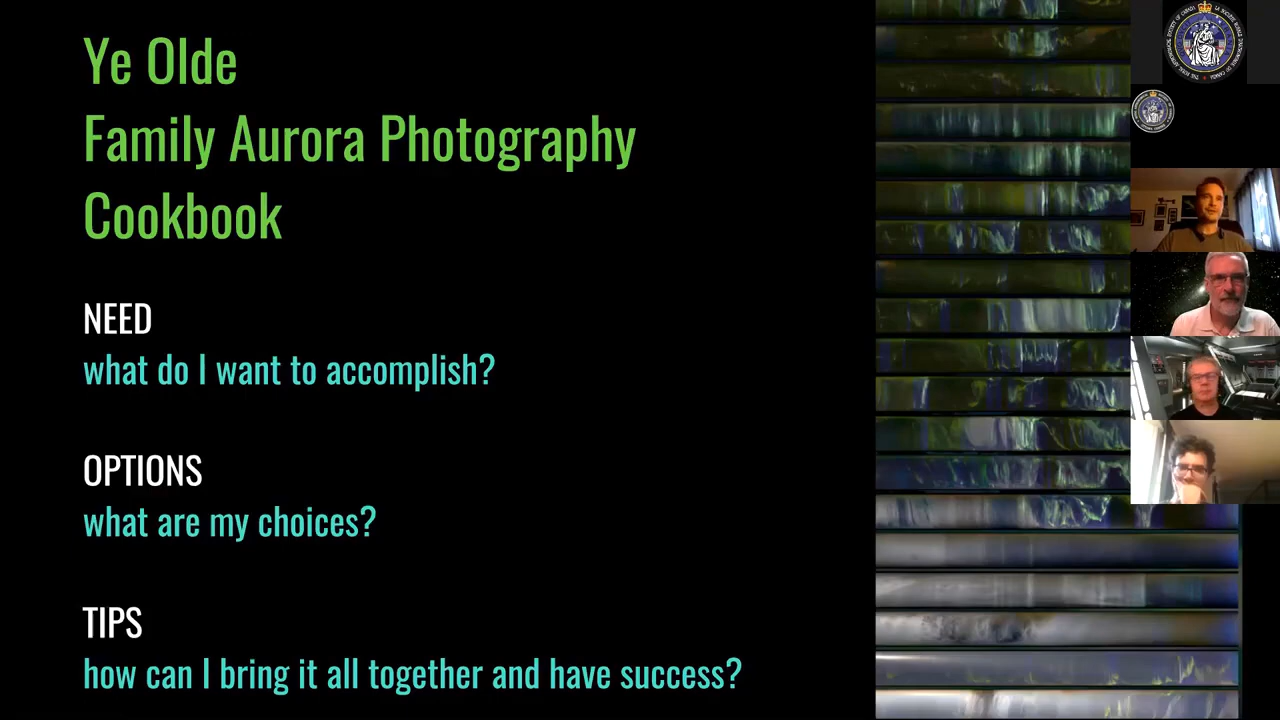 Ye Olde
Family Aurora Photography
Cookbook
NEED
what do I want to accomplish?
OPTIONS
what are my choices?
TIPS
how can I bring it all together and have success?